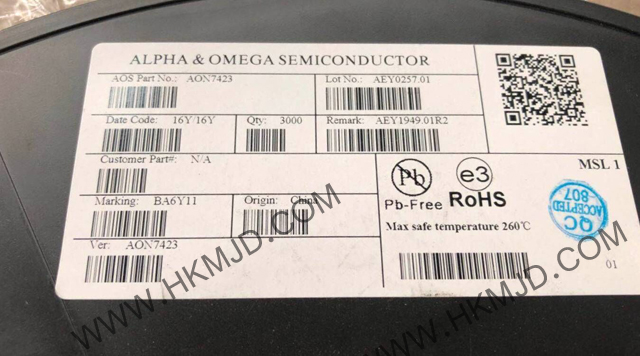 ALPHA & OMEGA SEMICONDUCTOR
AOS Part No.: AON7423
Lot No.: AEY0257.01
Date Code: 16Y/16Y
Qty: 3000
Remark: AEY1949.01R2
Customer Part#: N/A
Marking: BA6Y11
Origin: China
Ver: AON7423
Pb
e3
MSL 1
Pb-Free RoHS
Max safe temperature 260℃
QC
ACCEPTED
807
01
WWW.HKMJD.COM
WWW.HKMJD.COM